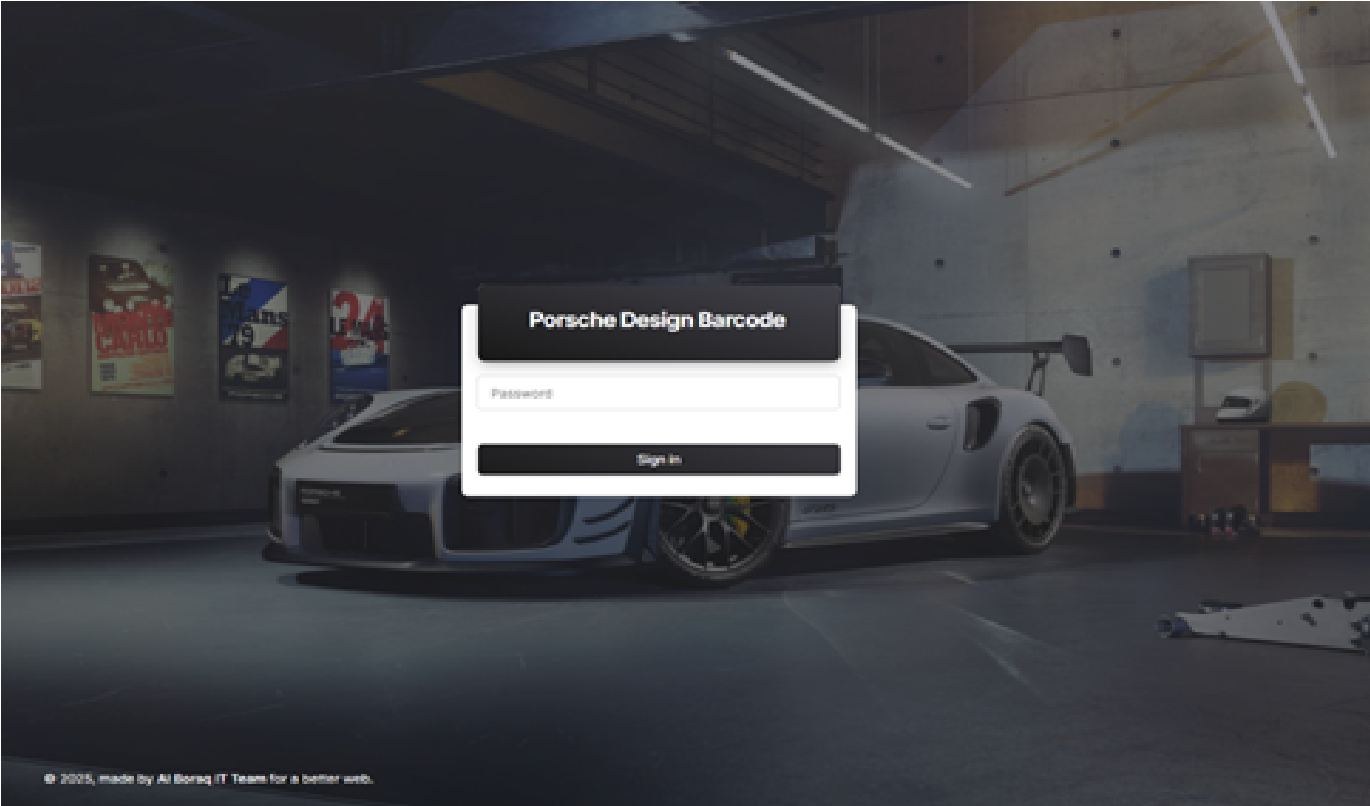 Porsche Design Barcode
Password
Sign in
© 2025, made by Al Boraq IT Team for a better web.